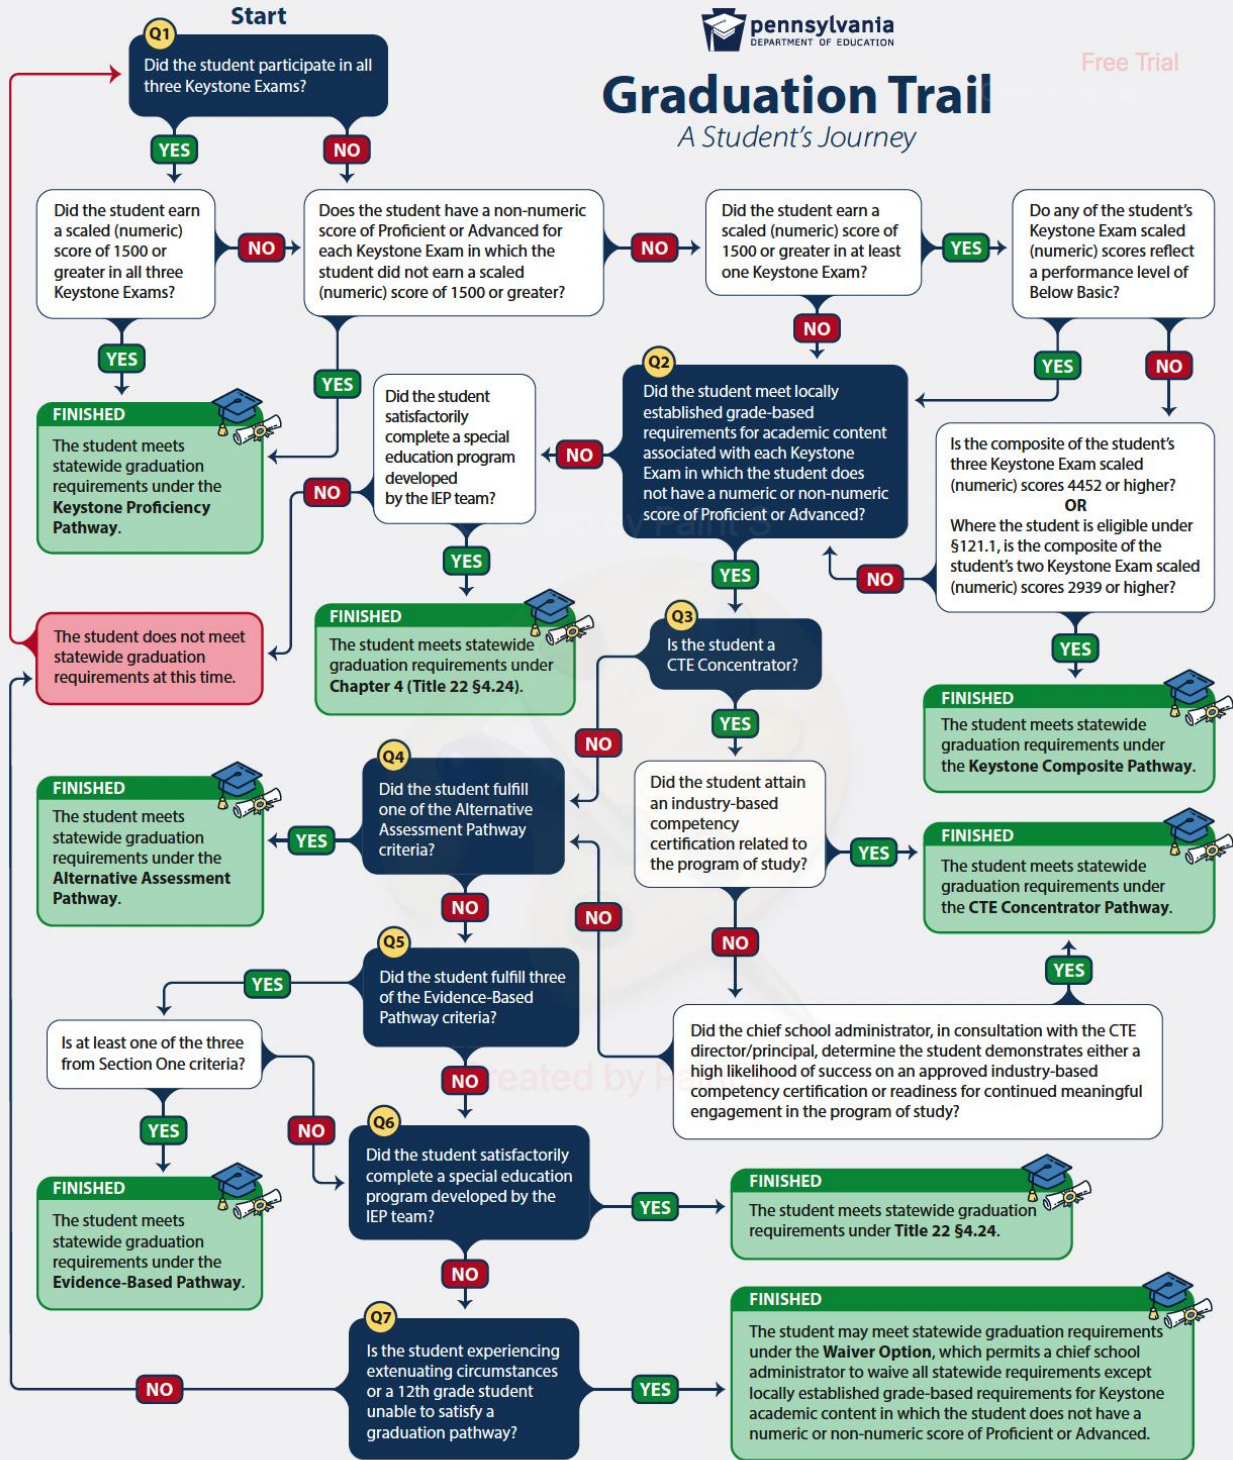 Start
pennsylvania
DEPARTMENT OF EDUCATION
Free Trial
Graduation Trail
A Student's Journey
Q1
Did the student participate in all
three Keystone Exams?
YES
NO
Did the student earn
a scaled (numeric)
score of 1500 or
greater in all three
Keystone Exams?
NO
Does the student have a non-numeric
score of Proficient or Advanced for
each Keystone Exam in which the
student did not earn a scaled
(numeric) score of 1500 or greater?
NO
Did the student earn a
scaled (numeric) score of
1500 or greater in at least
one Keystone Exam?
YES
Do any of the student's
Keystone Exam scaled
(numeric) scores reflect
a performance level of
Below Basic?
YES
YES
NO
YES
NO
FINISHED
The student meets
statewide graduation
requirements under the
Keystone Proficiency
Pathway.
Did the student
satisfactorily
complete a special
education program
developed
by the IEP team?
NO
NO
YES
Q2
Did the student meet locally
established grade-based
requirements for academic content
associated with each Keystone
Exam in which the student does
not have a numeric or non-numeric
score of Proficient or Advanced?
YES
Is the composite of the student's
three Keystone Exam scaled
(numeric) scores 4452 or higher?
OR
Where the student is eligible under
§121.1, is the composite of the
student's two Keystone Exam scaled
(numeric) scores 2939 or higher?
NO
YES
The student does not meet
statewide graduation
requirements at this time.
FINISHED
The student meets statewide
graduation requirements under
Chapter 4 (Title 22 §4.24).
Q3
Is the student a
CTE Concentrator?
NO
YES
FINISHED
The student meets statewide
graduation requirements under
the Keystone Composite Pathway.
FINISHED
The student meets
statewide graduation
requirements under the
Alternative Assessment
Pathway.
YES
Q4
Did the student fulfill
one of the Alternative
Assessment Pathway
criteria?
NO
Did the student attain
an industry-based
competency
certification related to
the program of study?
YES
NO
FINISHED
The student meets statewide
graduation requirements under
the CTE Concentrator Pathway.
NO
YES
Q5
Did the student fulfill three
of the Evidence-Based
Pathway criteria?
YES
NO
Is at least one of the three
from Section One criteria?
YES
NO
Did the chief school administrator, in consultation with the CTE
director/principal, determine the student demonstrates either a
high likelihood of success on an approved industry-based
competency certification or readiness for continued meaningful
engagement in the program of study?
Q6
Did the student satisfactorily
complete a special education
program developed by the
IEP team?
YES
NO
FINISHED
The student meets
statewide graduation
requirements under the
Evidence-Based Pathway.
FINISHED
The student meets statewide graduation
requirements under Title 22 §4.24.
Q7
Is the student experiencing
extenuating circumstances
or a 12th grade student
unable to satisfy a
graduation pathway?
NO
YES
FINISHED
The student may meet statewide graduation requirements
under the Waiver Option, which permits a chief school
administrator to waive all statewide requirements except
locally established grade-based requirements for Keystone
academic content in which the student does not have a
numeric or non-numeric score of Proficient or Advanced.